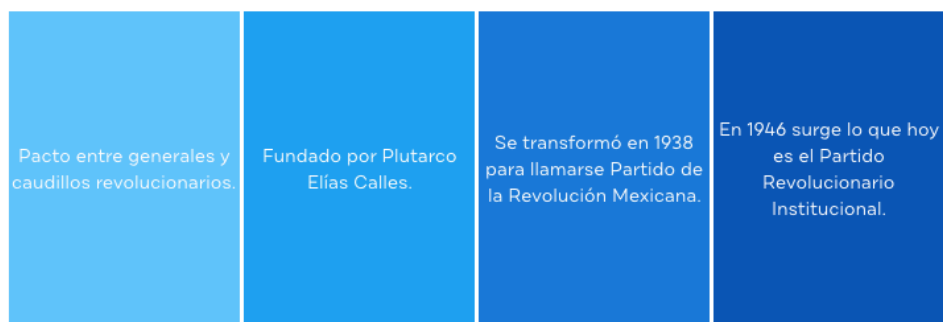 Pacto entre generales y
caudillos revolucionarios.
Fundado por Plutarco
Elías Calles.
Se transformó en 1938
para llamarse Partido de
la Revolución Mexicana.
En 1946 surge lo que hoy
es el Partido
Revolucionario
Institucional.